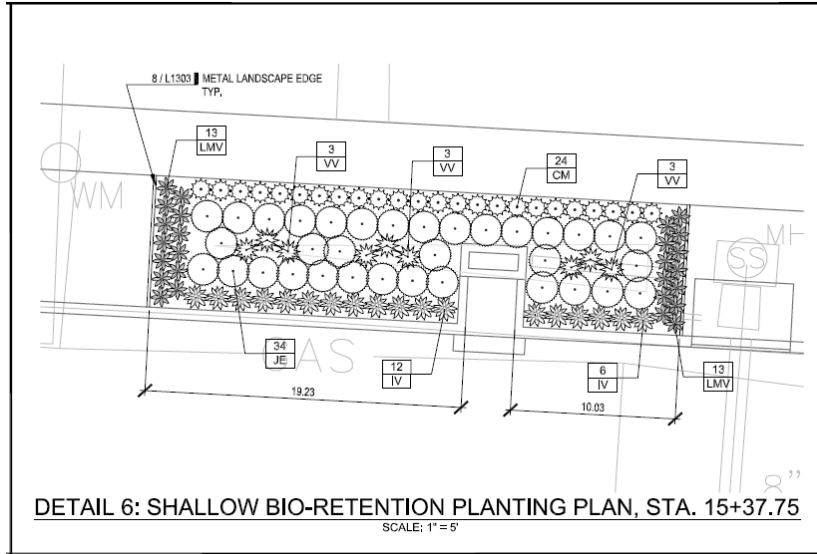 8 / L1303 METAL LANDSCAPE EDGE
TYP.
13
LMV
3
VV
3
VV
24
CM
3
VV
WM
MH
SS
GAS
34
JE
12
IV
6
IV
13
LMV
19.23
10.03
8"
DETAIL 6: SHALLOW BIO-RETENTION PLANTING PLAN, STA. 15+37.75
SCALE: 1" = 5'